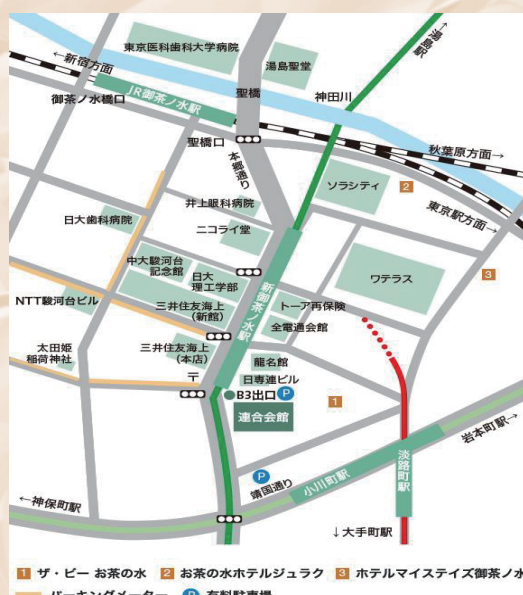 東京医科歯科大学病院
湯島聖堂
↑湯島駅
←新宿方面
JR御茶ノ水駅
聖橋
神田川
御茶ノ水橋口
聖橋口
秋葉原方面→
本郷通り
ソラシティ
2
東京駅方面→
井上眼科病院
日大歯科病院
ニコライ堂
中大駿河台
記念館
日大
理工学部
ワテラス
3
新御茶ノ水駅
NTT駿河台ビル
三井住友海上
(新館)
トーア再保険
全電通会館
太田姫
稲荷神社
三井住友海上
(本店)
龍名館
〒
日専連ビル
B3出口 P
1
連合会館
岩本町駅→
淡路町駅
P
靖国通り
小川町駅
←神保町駅
↓大手町駅
1 ザ・ビー お茶の水 2 お茶の水ホテルジュラク 3 ホテルマイステイズ御茶ノ水
パーキングメーター P 有料駐車場